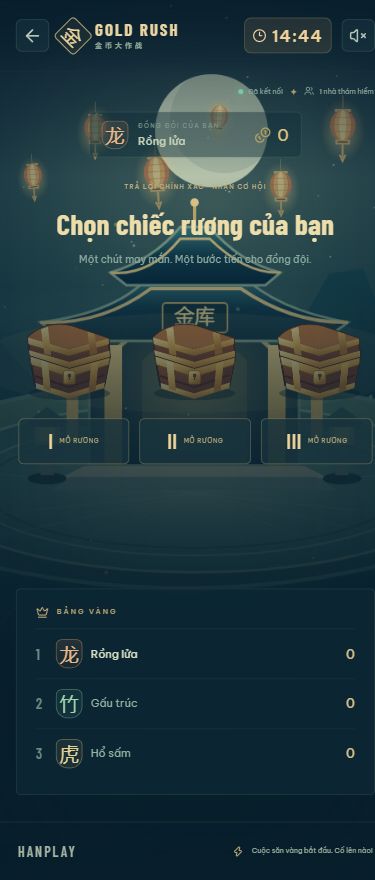 金
GOLD RUSH
金币大作战
14:44
Đã kết nối
1 nhà thám hiểm
龙
ĐỒNG ĐỘI CỦA BẠN
Rồng lửa
0
TRẢ LỜI CHÍNH XÁC · NHẬN CƠ HỘI
Chọn chiếc rương của bạn
Một chút may mắn. Một bước tiến cho đồng đội.
金库
I MỞ RƯƠNG
II MỞ RƯƠNG
III MỞ RƯƠNG
BẢNG VÀNG
1 龙 Rồng lửa 0
2 竹 Gấu trúc 0
3 虎 Hổ sấm 0
HANPLAY
Cuộc săn vàng bắt đầu. Cố lên nào!